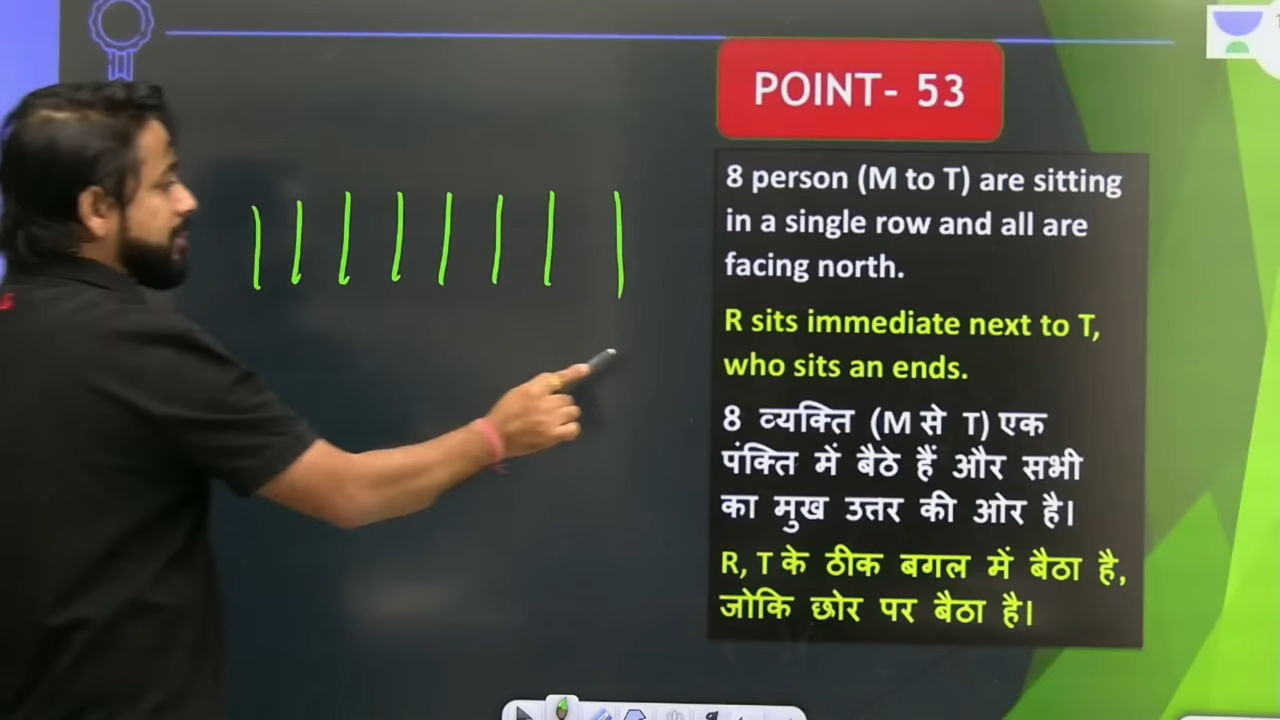 POINT- 53
8 person (M to T) are sitting
in a single row and all are
facing north.
R sits immediate next to T,
who sits an ends.
8 व्यक्ति (M से T) एक
पंक्ति में बैठे हैं और सभी
का मुख उत्तर की ओर है।
R, T के ठीक बगल में बैठा है,
जोकि छोर पर बैठा है।